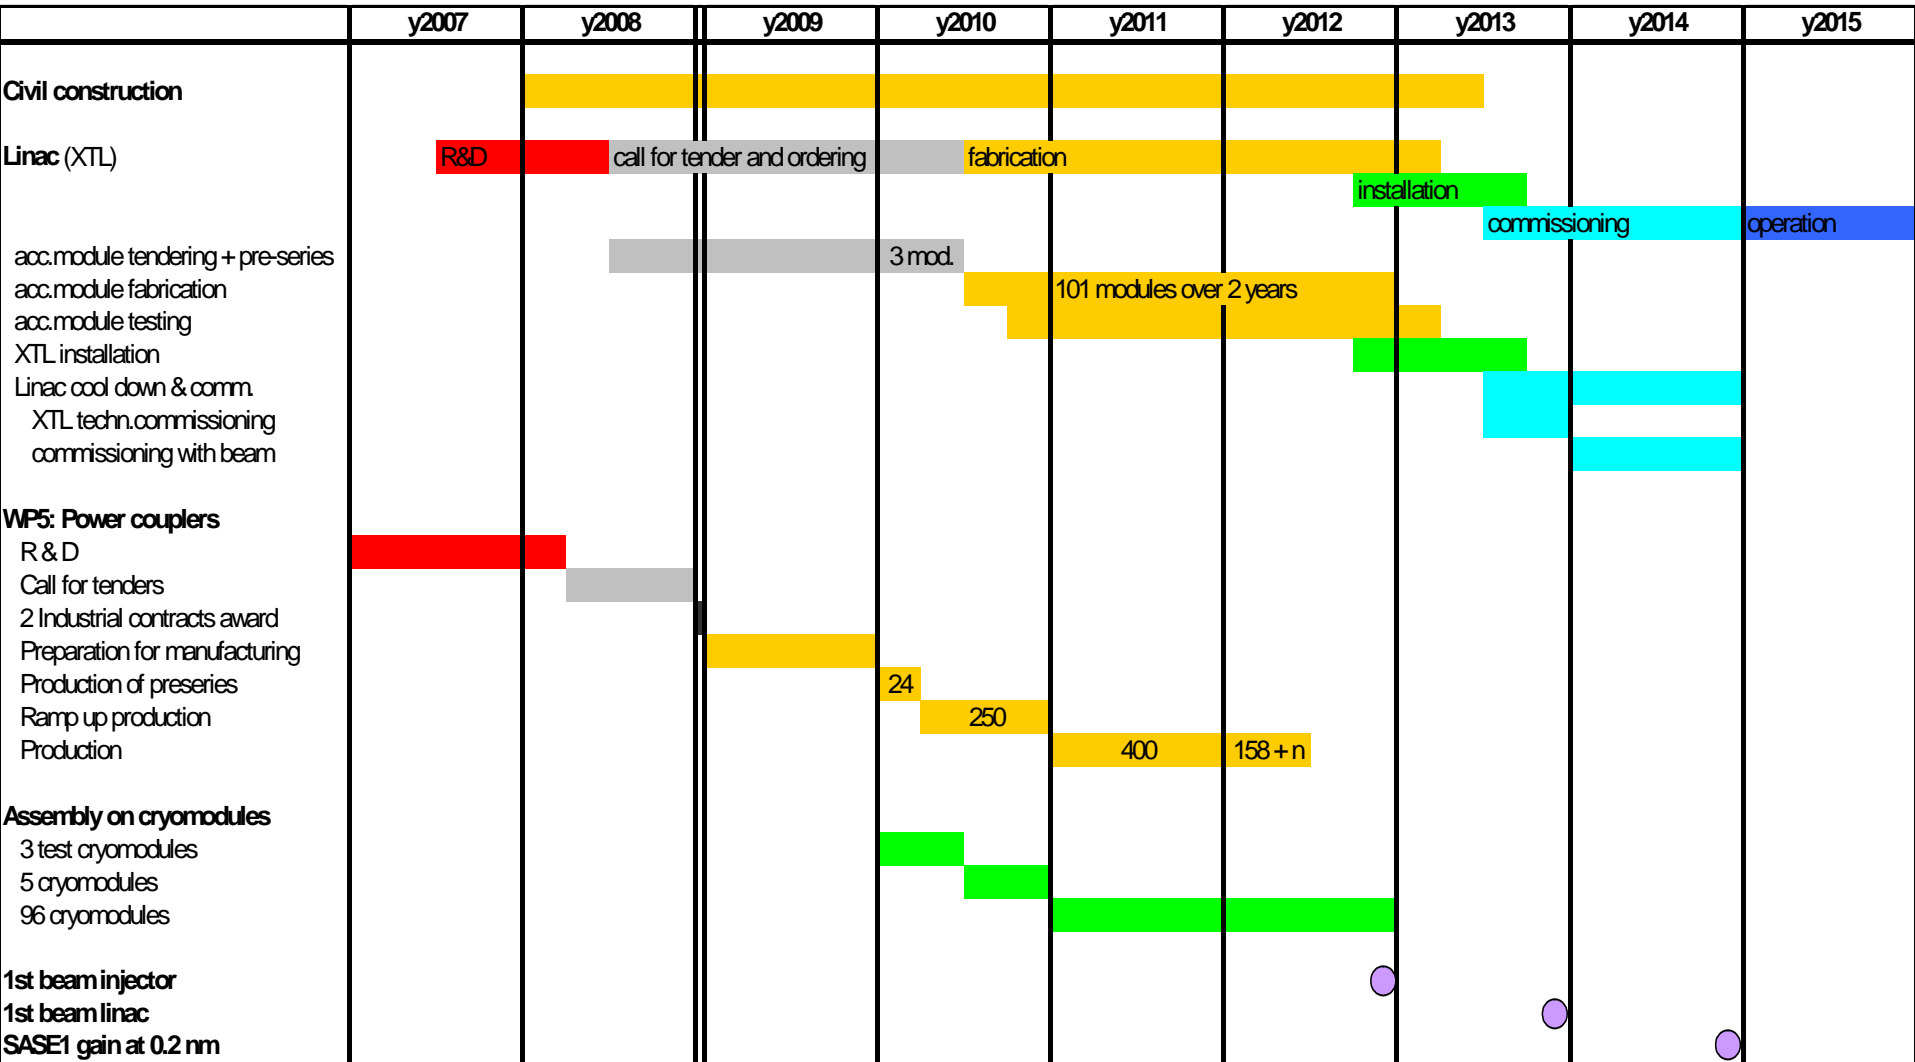 y2007 y2008 y2009 y2010 y2011 y2012 y2013 y2014 y2015
Civil construction
Linac (XTL) R&D call for tender and ordering fabrication
installation
commissioning operation
acc.module tendering + pre-series 3 mod.
acc.module fabrication 101 modules over 2 years
acc.module testing
XTL installation
Linac cool down & comm.
XTL techn.commissioning
commissioning with beam
WP5: Power couplers
R & D
Call for tenders
2 Industrial contracts award
Preparation for manufacturing
Production of preseries 24
Ramp up production 250
Production 400 158 + n
Assembly on cryomodules
3 test cryomodules
5 cryomodules
96 cryomodules
1st beam injector
1st beam linac
SASE1 gain at 0.2 nm